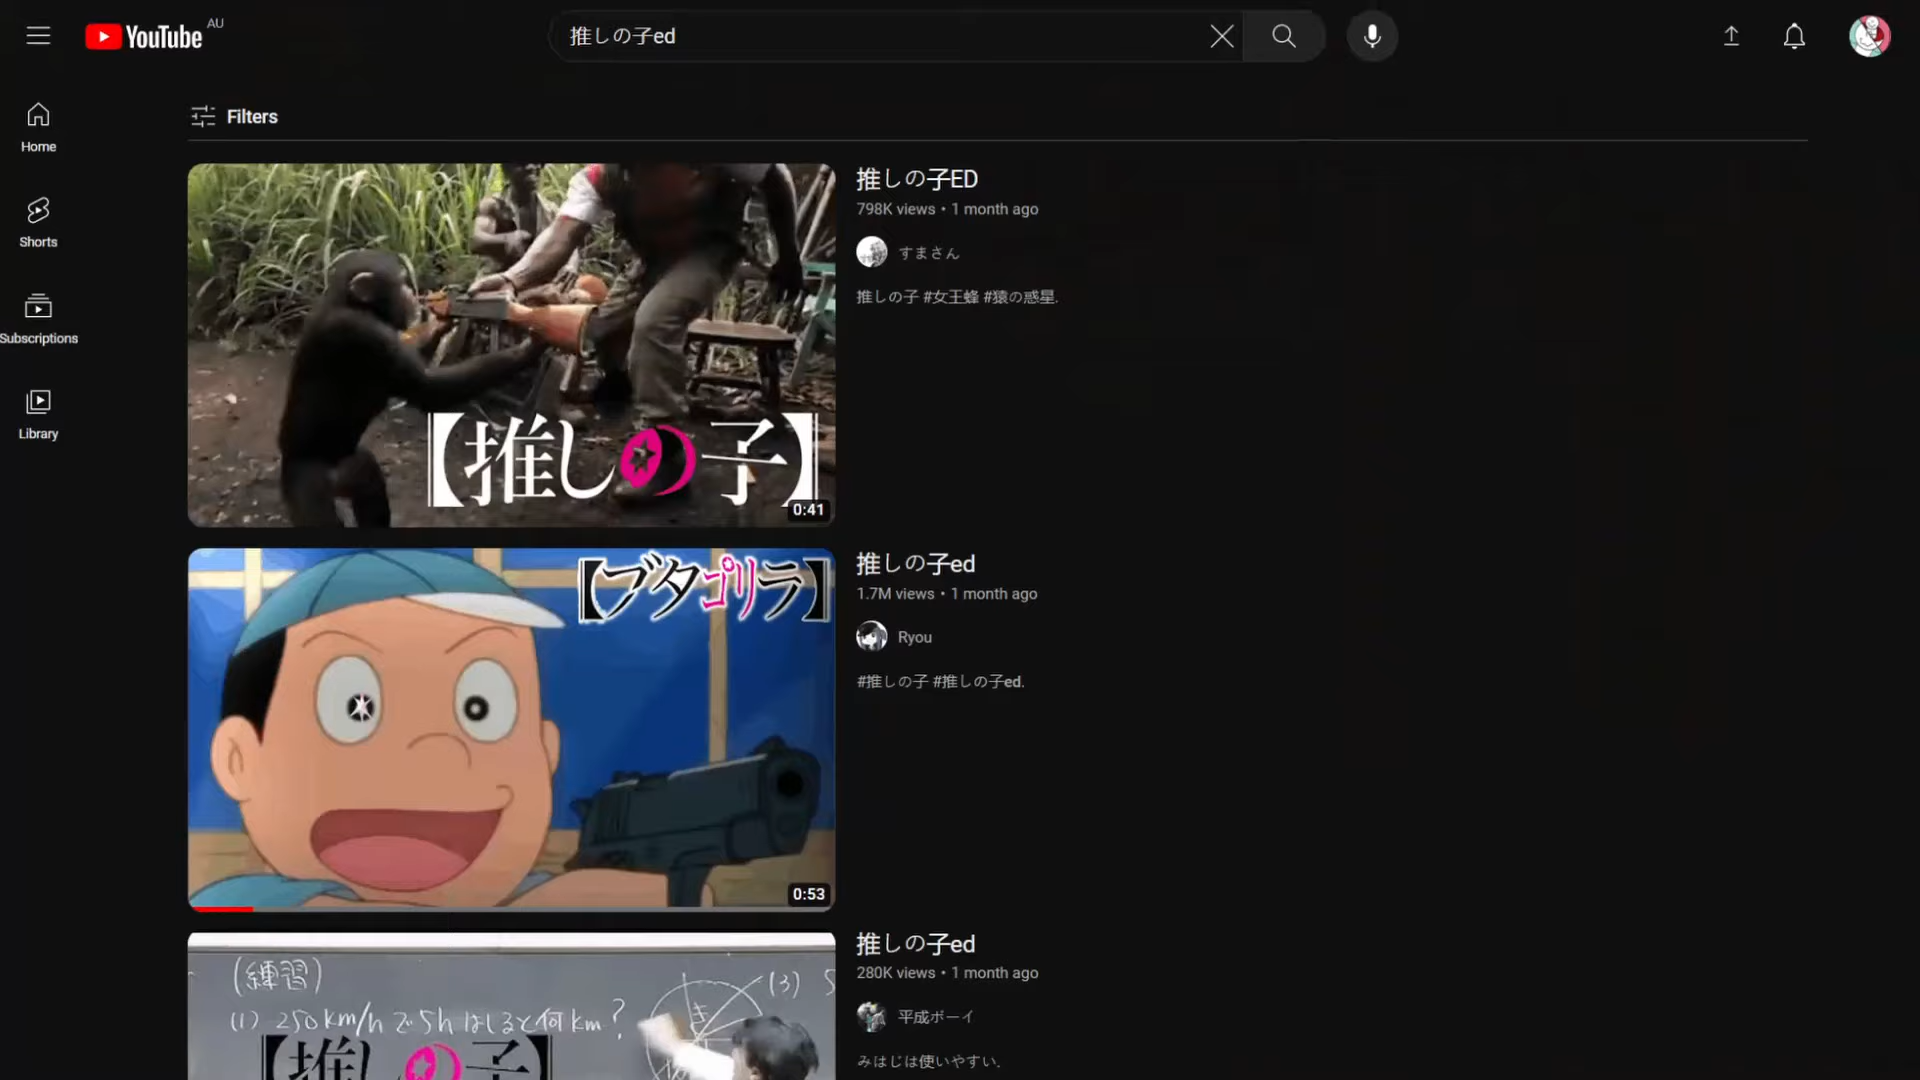 YouTube AU
推しの子ed
Filters
Home
Shorts
Subscriptions
Library
【推しの子】
0:41
推しの子ED
798K views • 1 month ago
すまさん
推しの子 #女王蜂 #猿の惑星.
【ブタゴリラ】
0:53
推しの子ed
1.7M views • 1 month ago
Ryou
#推しの子 #推しの子ed.
(練習)
(1) 250km/hで5hはしると何km?
(3) 5
き
【推しの子】
推しの子ed
280K views • 1 month ago
平成ボーイ
みはじは使いやすい.